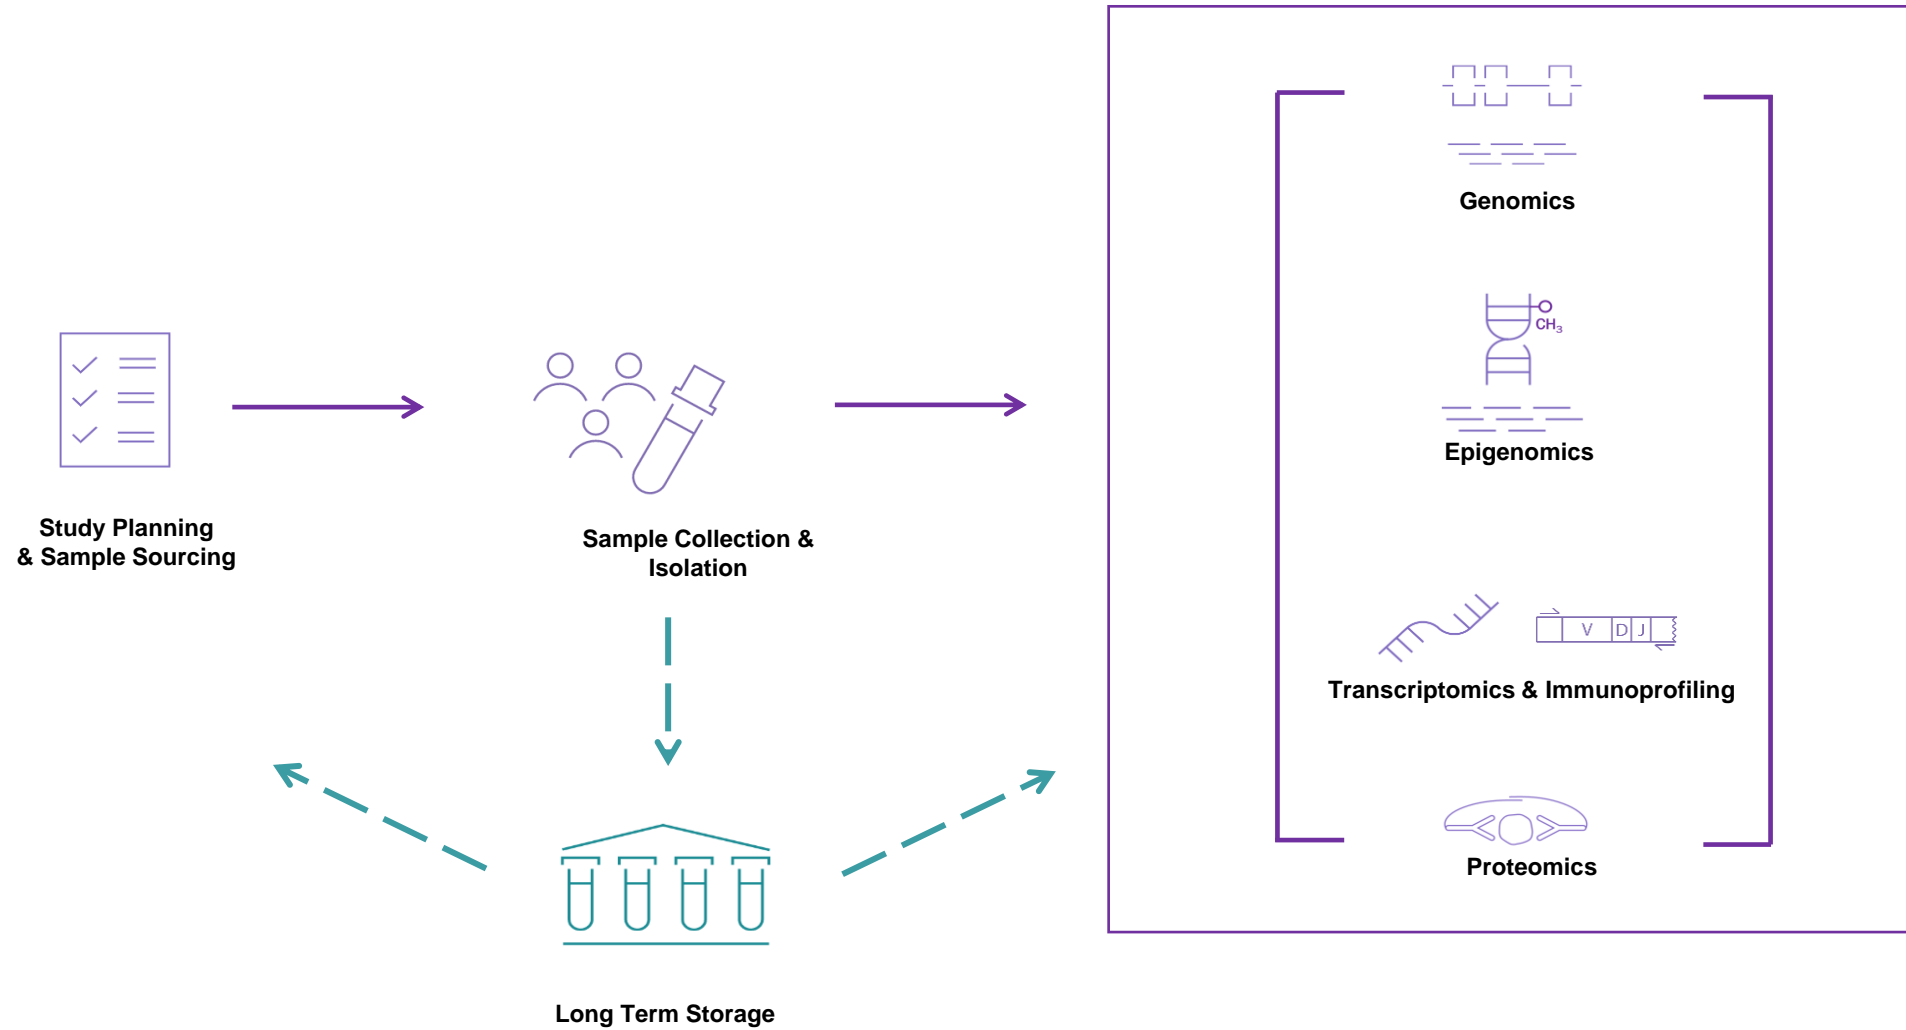 Study Planning
& Sample Sourcing
Sample Collection &
Isolation
Long Term Storage
Genomics
CH₃
Epigenomics
V D J
Transcriptomics & Immunoprofiling
Proteomics